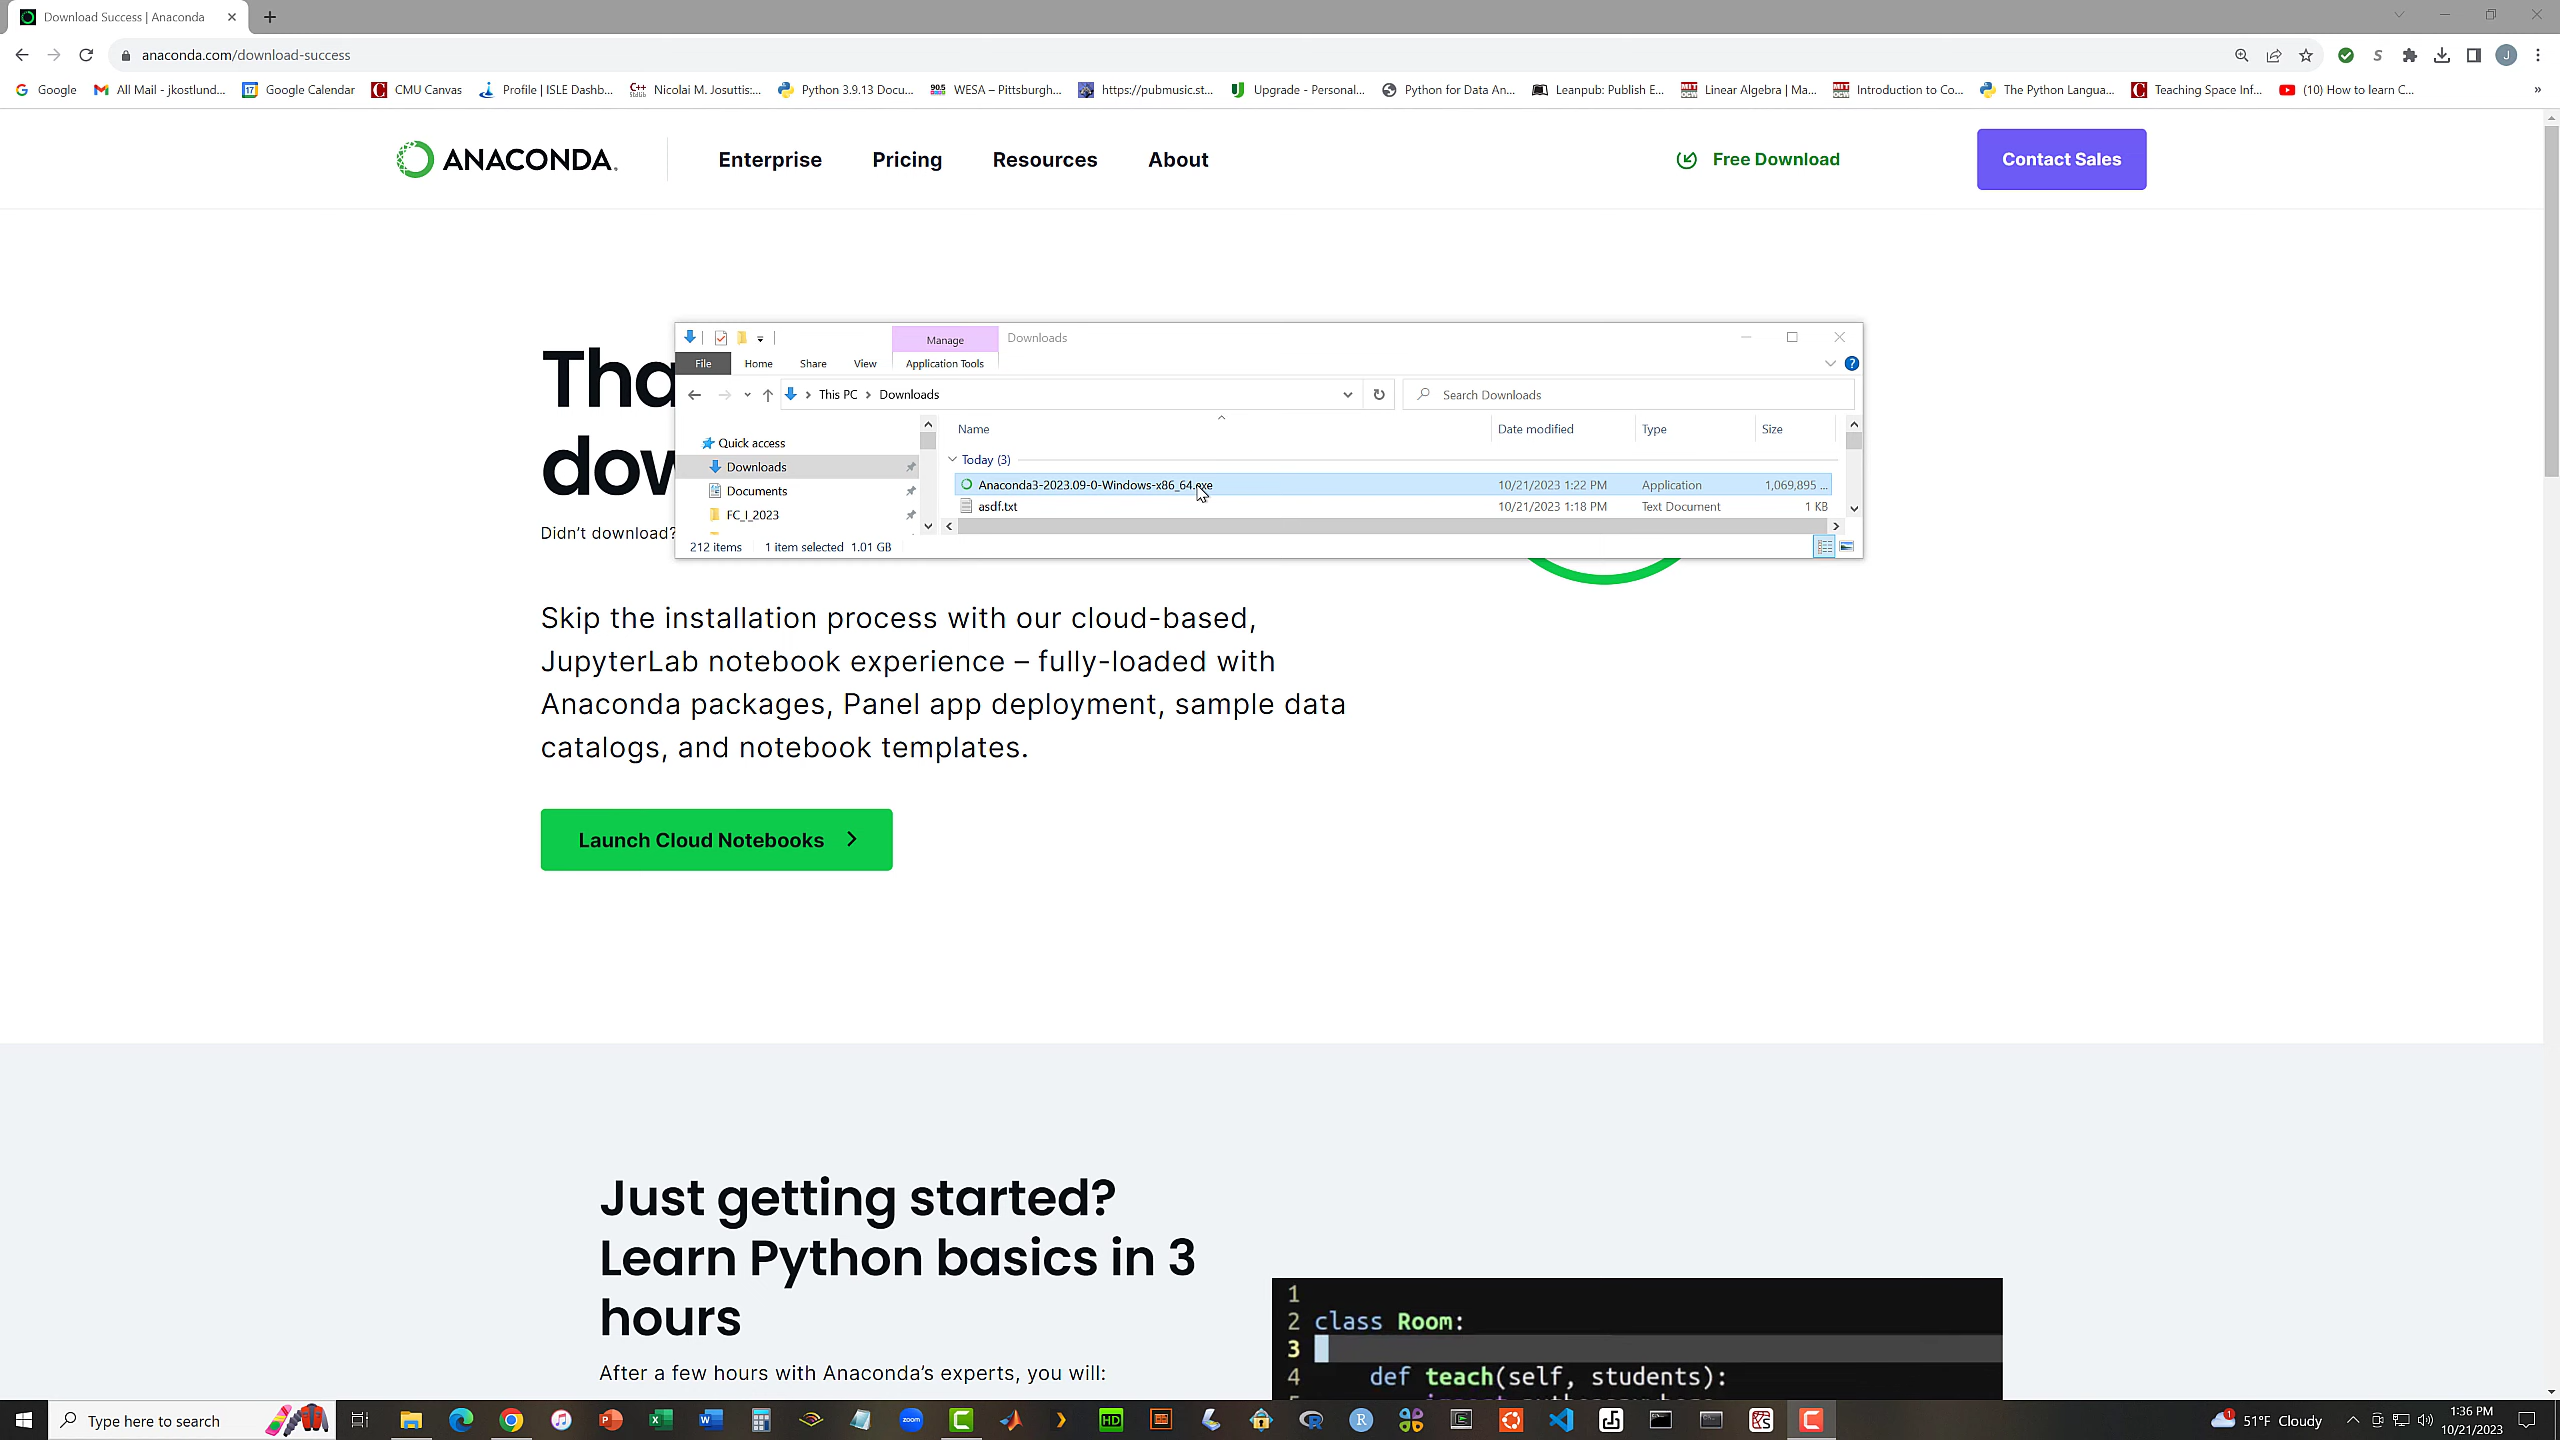 Download Success | Anaconda
anaconda.com/download-success
J
Google
All Mail - jkostlund...
Google Calendar
CMU Canvas
Profile | ISLE Dashb...
Nicolai M. Josuttis:...
Python 3.9.13 Docu...
WESA – Pittsburgh...
https://pubmusic.st...
Upgrade - Personal...
Python for Data An...
Leanpub: Publish E...
Linear Algebra | Ma...
Introduction to Co...
The Python Langua...
Teaching Space Inf...
(10) How to learn C...
ANACONDA.
Enterprise
Pricing
Resources
About
Free Download
Contact Sales
Tha
dow
Didn't download?
Manage
Downloads
File
Home
Share
View
Application Tools
This PC
Downloads
Search Downloads
Name
Date modified
Type
Size
Quick access
Downloads
Documents
FC_I_2023
Today (3)
Anaconda3-2023.09-0-Windows-x86_64.exe 10/21/2023 1:22 PM Application 1,069,895 ...
asdf.txt 10/21/2023 1:18 PM Text Document 1 KB
212 items 1 item selected 1.01 GB
Skip the installation process with our cloud-based,
JupyterLab notebook experience – fully-loaded with
Anaconda packages, Panel app deployment, sample data
catalogs, and notebook templates.
Launch Cloud Notebooks
Just getting started?
Learn Python basics in 3
hours
After a few hours with Anaconda's experts, you will:
1
2 class Room:
3
4 def teach(self, students):
Type here to search
zoom
HD
51°F Cloudy
1:36 PM
10/21/2023